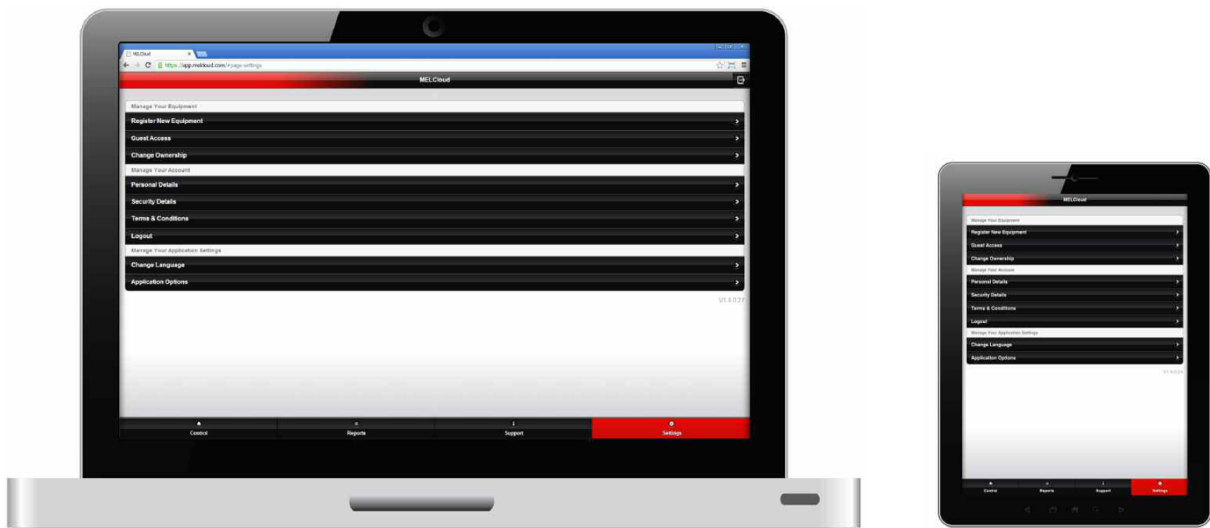 MELCloud
https://app.melcloud.com/#page-settings
MELCloud
Manage Your Equipment
Register New Equipment
Guest Access
Change Ownership
Manage Your Account
Personal Details
Security Details
Terms & Conditions
Logout
Manage Your Application Settings
Change Language
Application Options
Control
Reports
Support
Settings
MELCloud
Manage Your Equipment
Register New Equipment
Guest Access
Change Ownership
Manage Your Account
Personal Details
Security Details
Terms & Conditions
Logout
Manage Your Application Settings
Change Language
Application Options
Control
Reports
Support
Settings